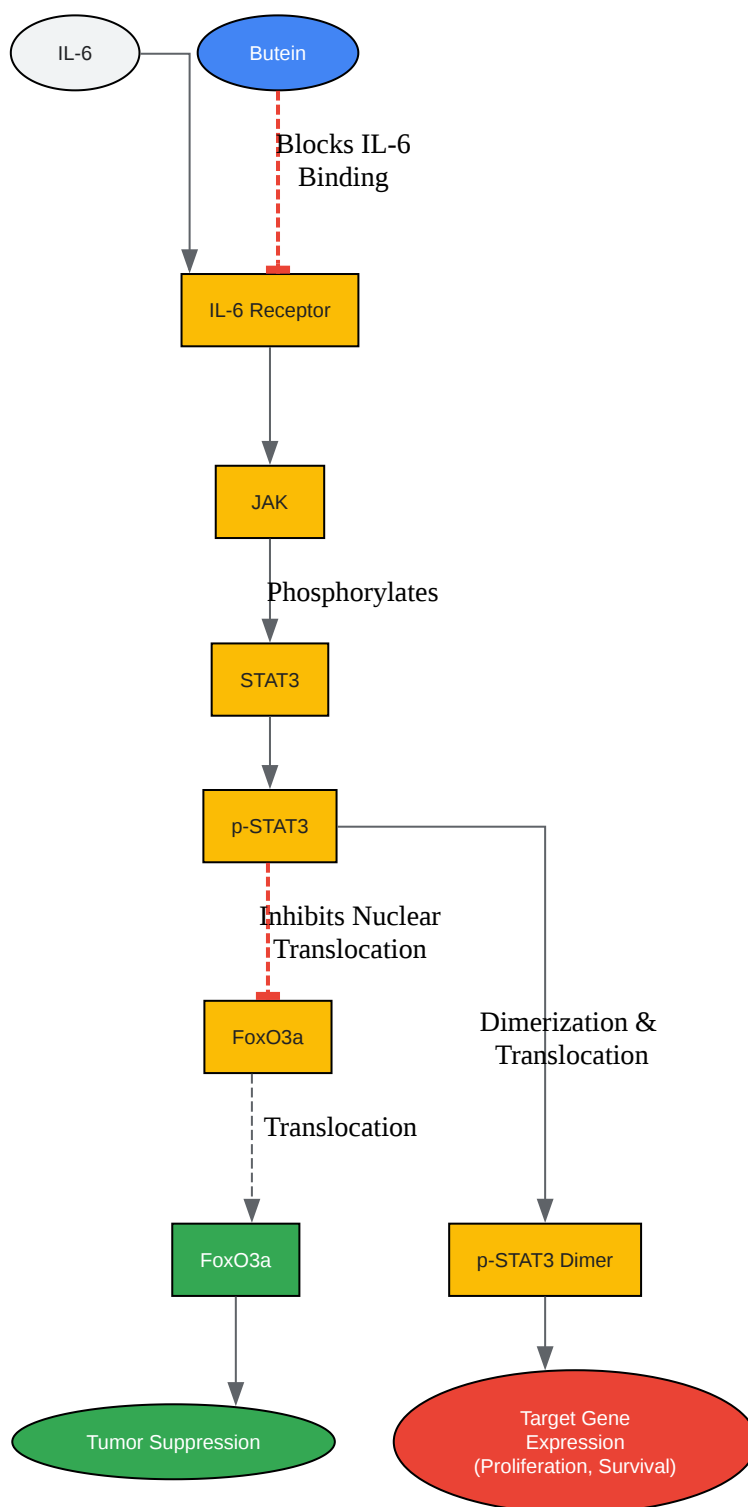 IL-6
Butein
Blocks IL-6
Binding
IL-6 Receptor
JAK
Phosphorylates
STAT3
p-STAT3
Inhibits Nuclear
Translocation
FoxO3a
Dimerization &
Translocation
Translocation
FoxO3a
p-STAT3 Dimer
Tumor Suppression
Target Gene
Expression
(Proliferation, Survival)